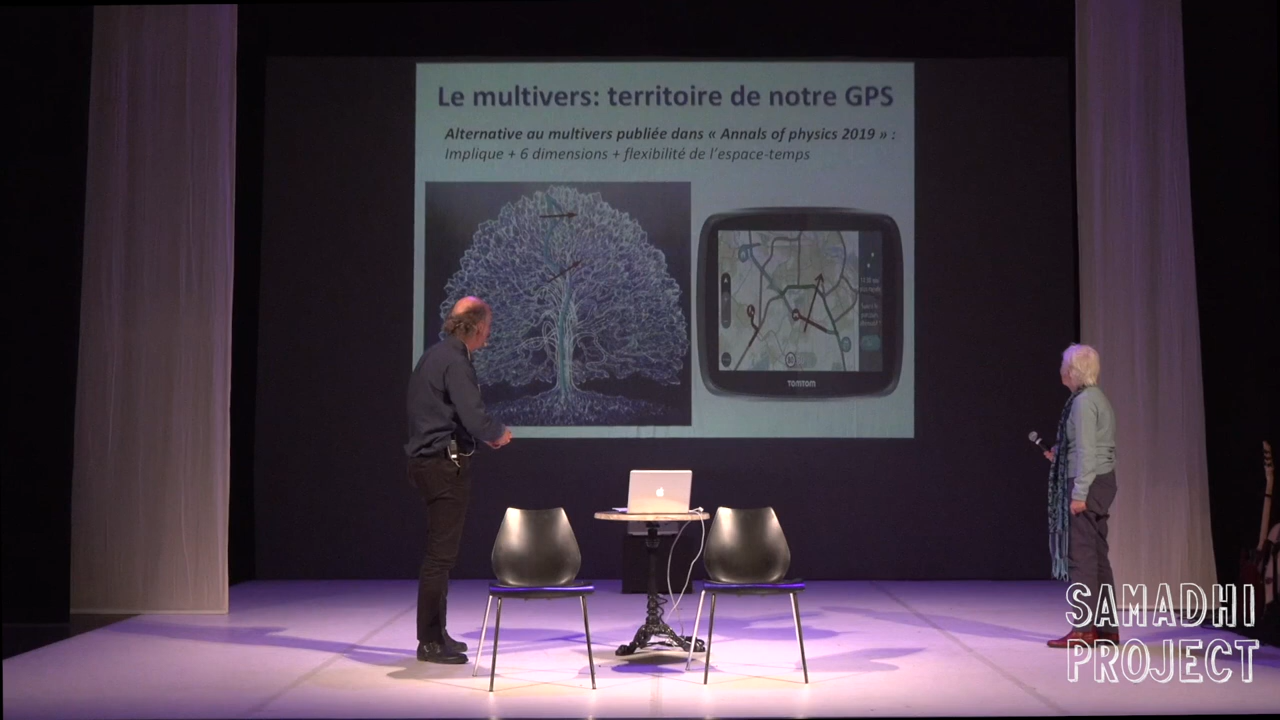 Le multivers: territoire de notre GPS
Alternative au multivers publiée dans « Annals of physics 2019 » :
Implique + 6 dimensions + flexibilité de l'espace-temps
TOMTOM
SAMADHI
PROJECT